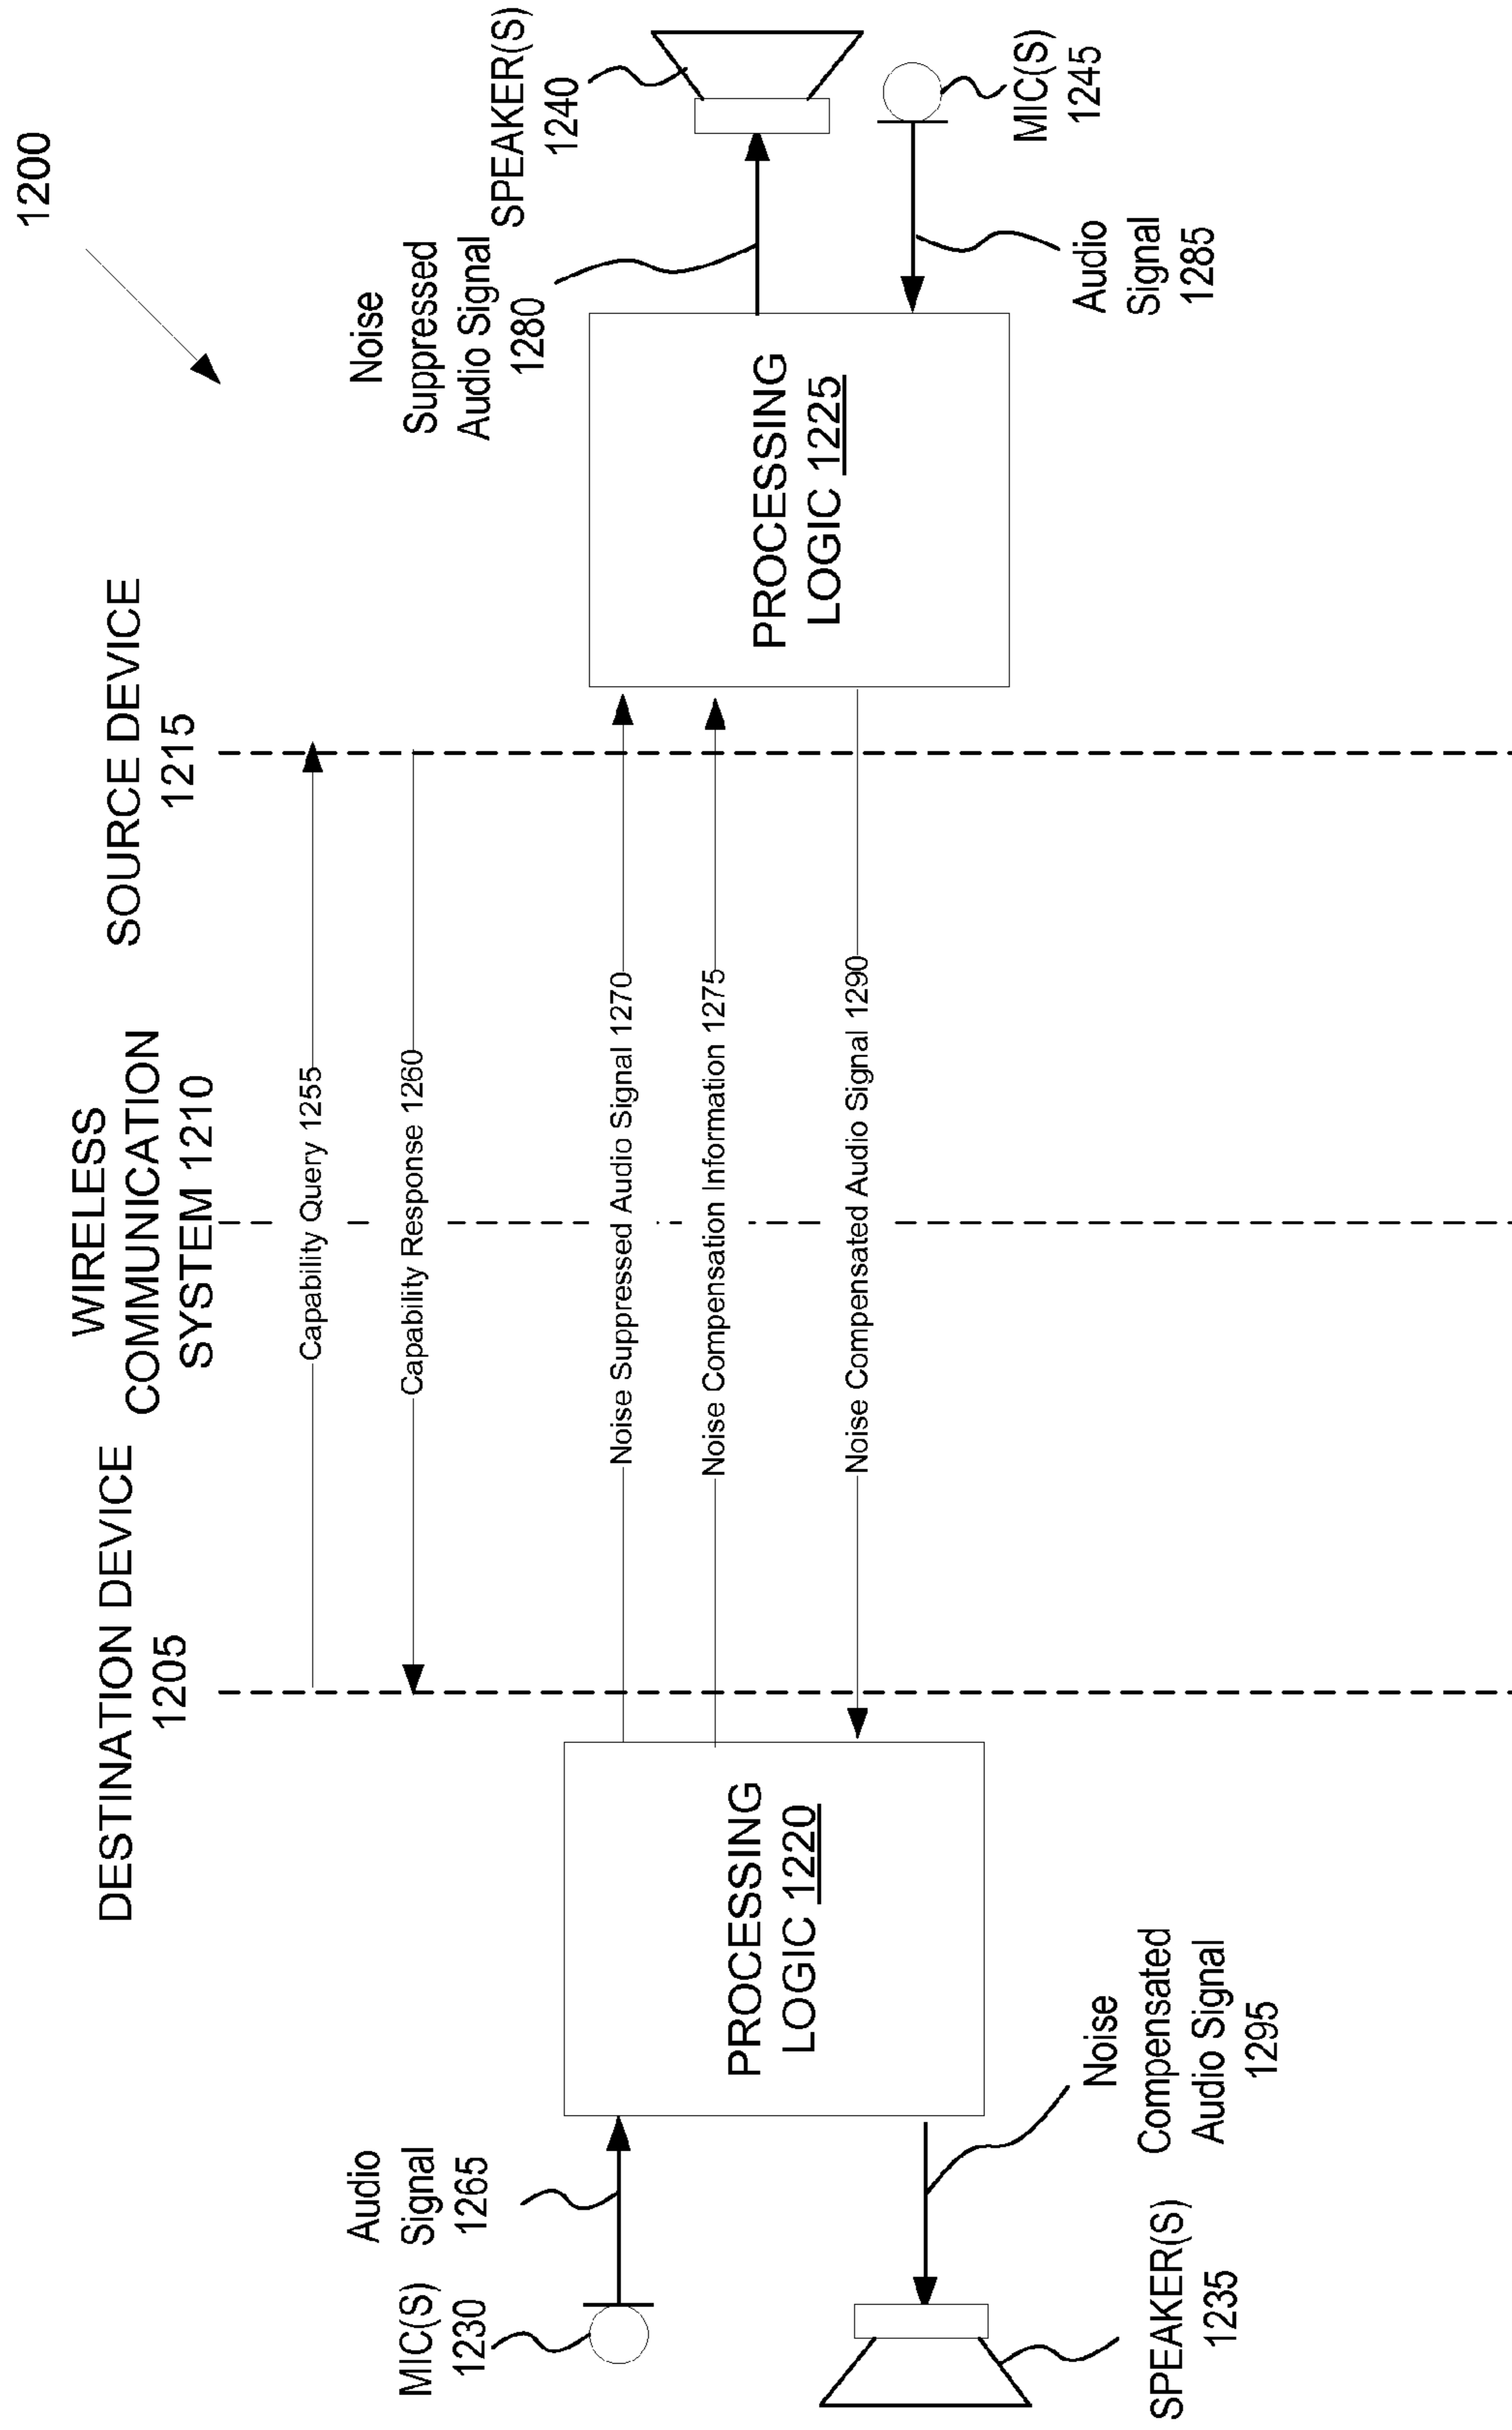 1200
DESTINATION DEVICE
1205
WIRELESS
COMMUNICATION
SYSTEM 1210
SOURCE DEVICE
1215
Capability Query 1255
Capability Response 1260
Audio
Signal
1265
MIC(S)
1230
PROCESSING
LOGIC 1220
Noise Suppressed Audio Signal 1270
Noise Compensation Information 1275
Noise Compensated Audio Signal 1290
PROCESSING
LOGIC 1225
Noise
Suppressed
Audio Signal
1280
SPEAKER(S)
1240
MIC(S)
1245
Audio
Signal
1285
Noise
Compensated
Audio Signal
1295
SPEAKER(S)
1235